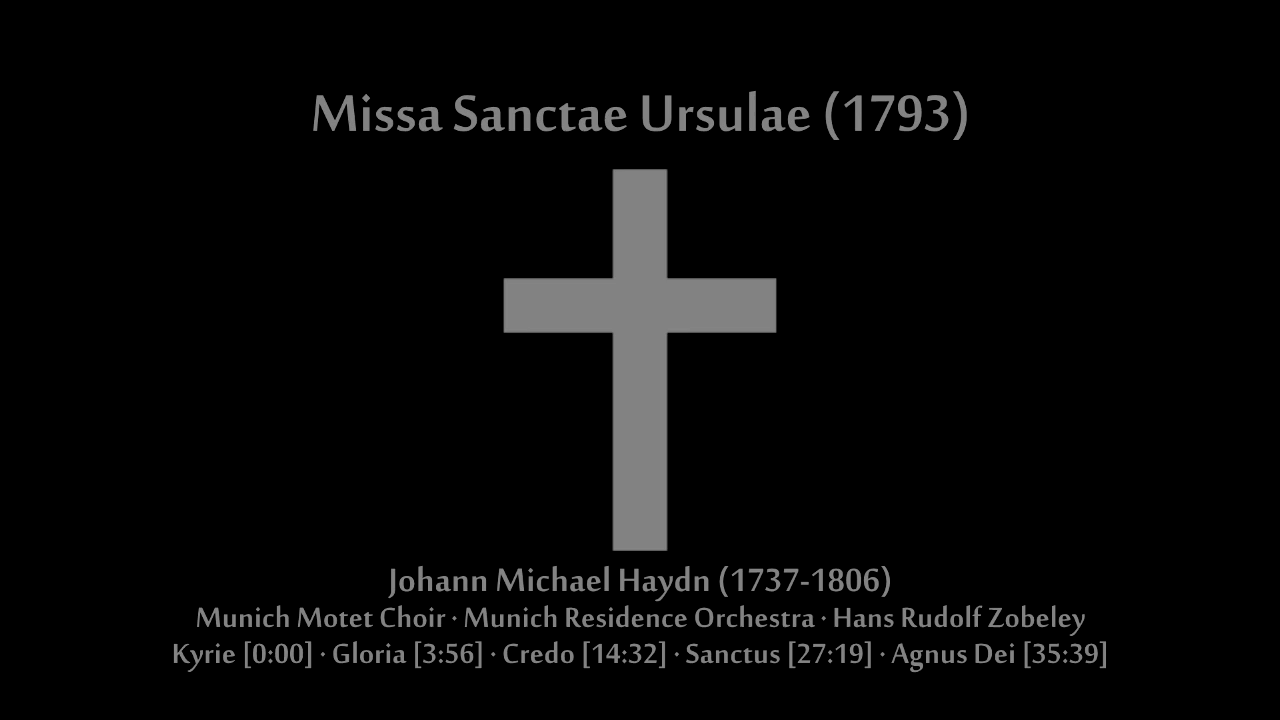 Missa Sanctae Ursulae (1793)
Johann Michael Haydn (1737-1806)
Munich Motet Choir · Munich Residence Orchestra · Hans Rudolf Zobeley
Kyrie [0:00] · Gloria [3:56] · Credo [14:32] · Sanctus [27:19] · Agnus Dei [35:39]